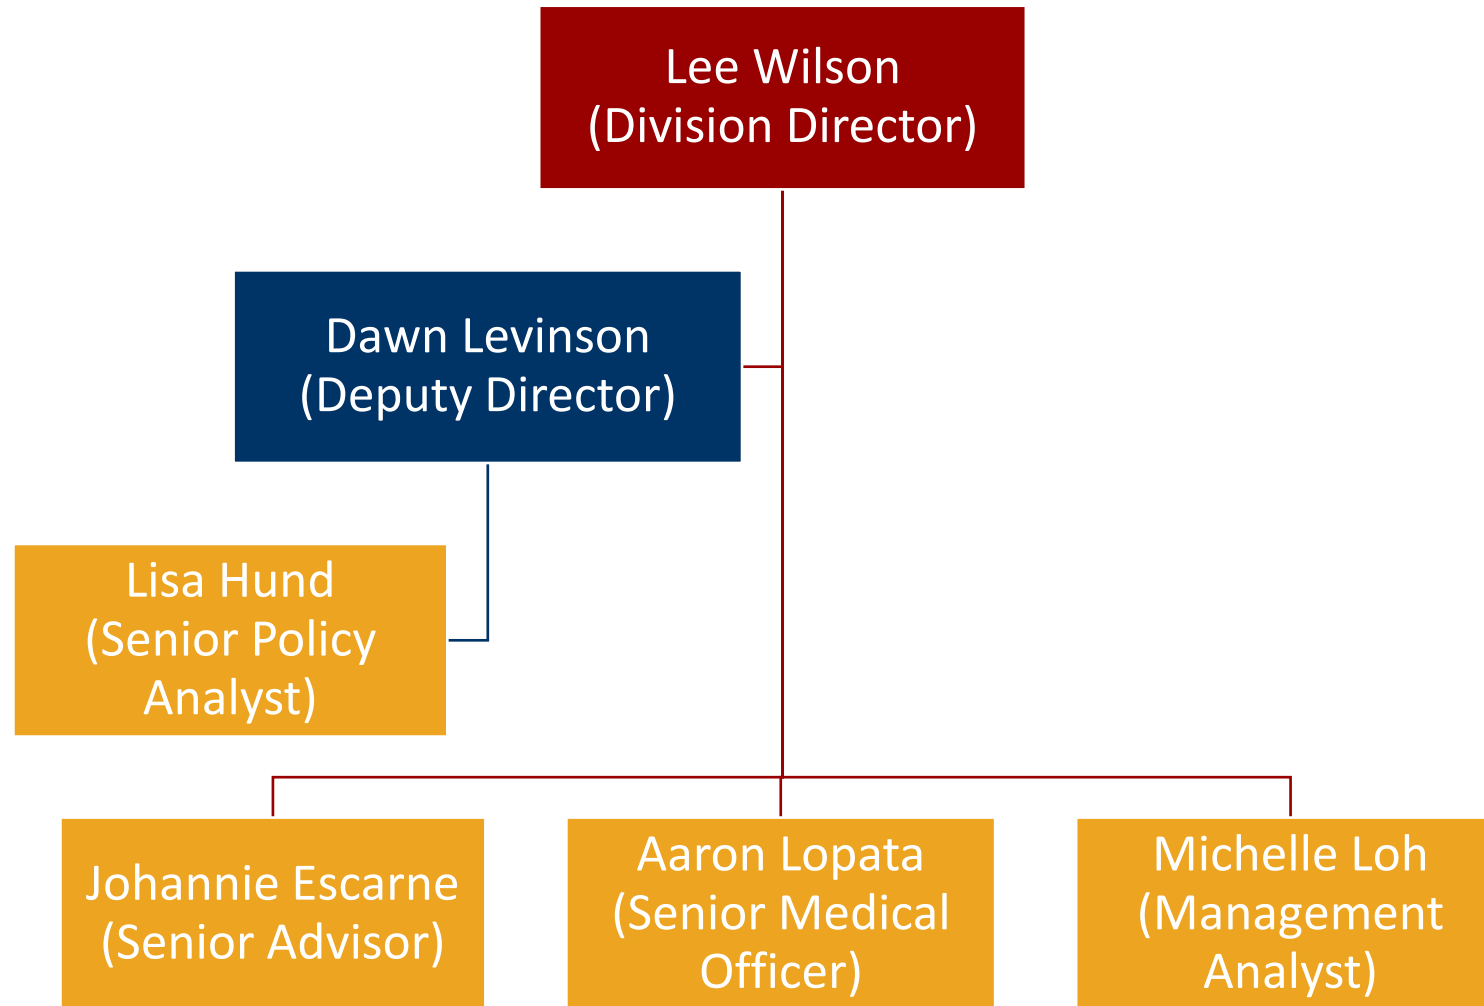 Lee Wilson
(Division Director)
Dawn Levinson
(Deputy Director)
Lisa Hund
(Senior Policy
Analyst)
Johannie Escarne
(Senior Advisor)
Aaron Lopata
(Senior Medical
Officer)
Michelle Loh
(Management
Analyst)